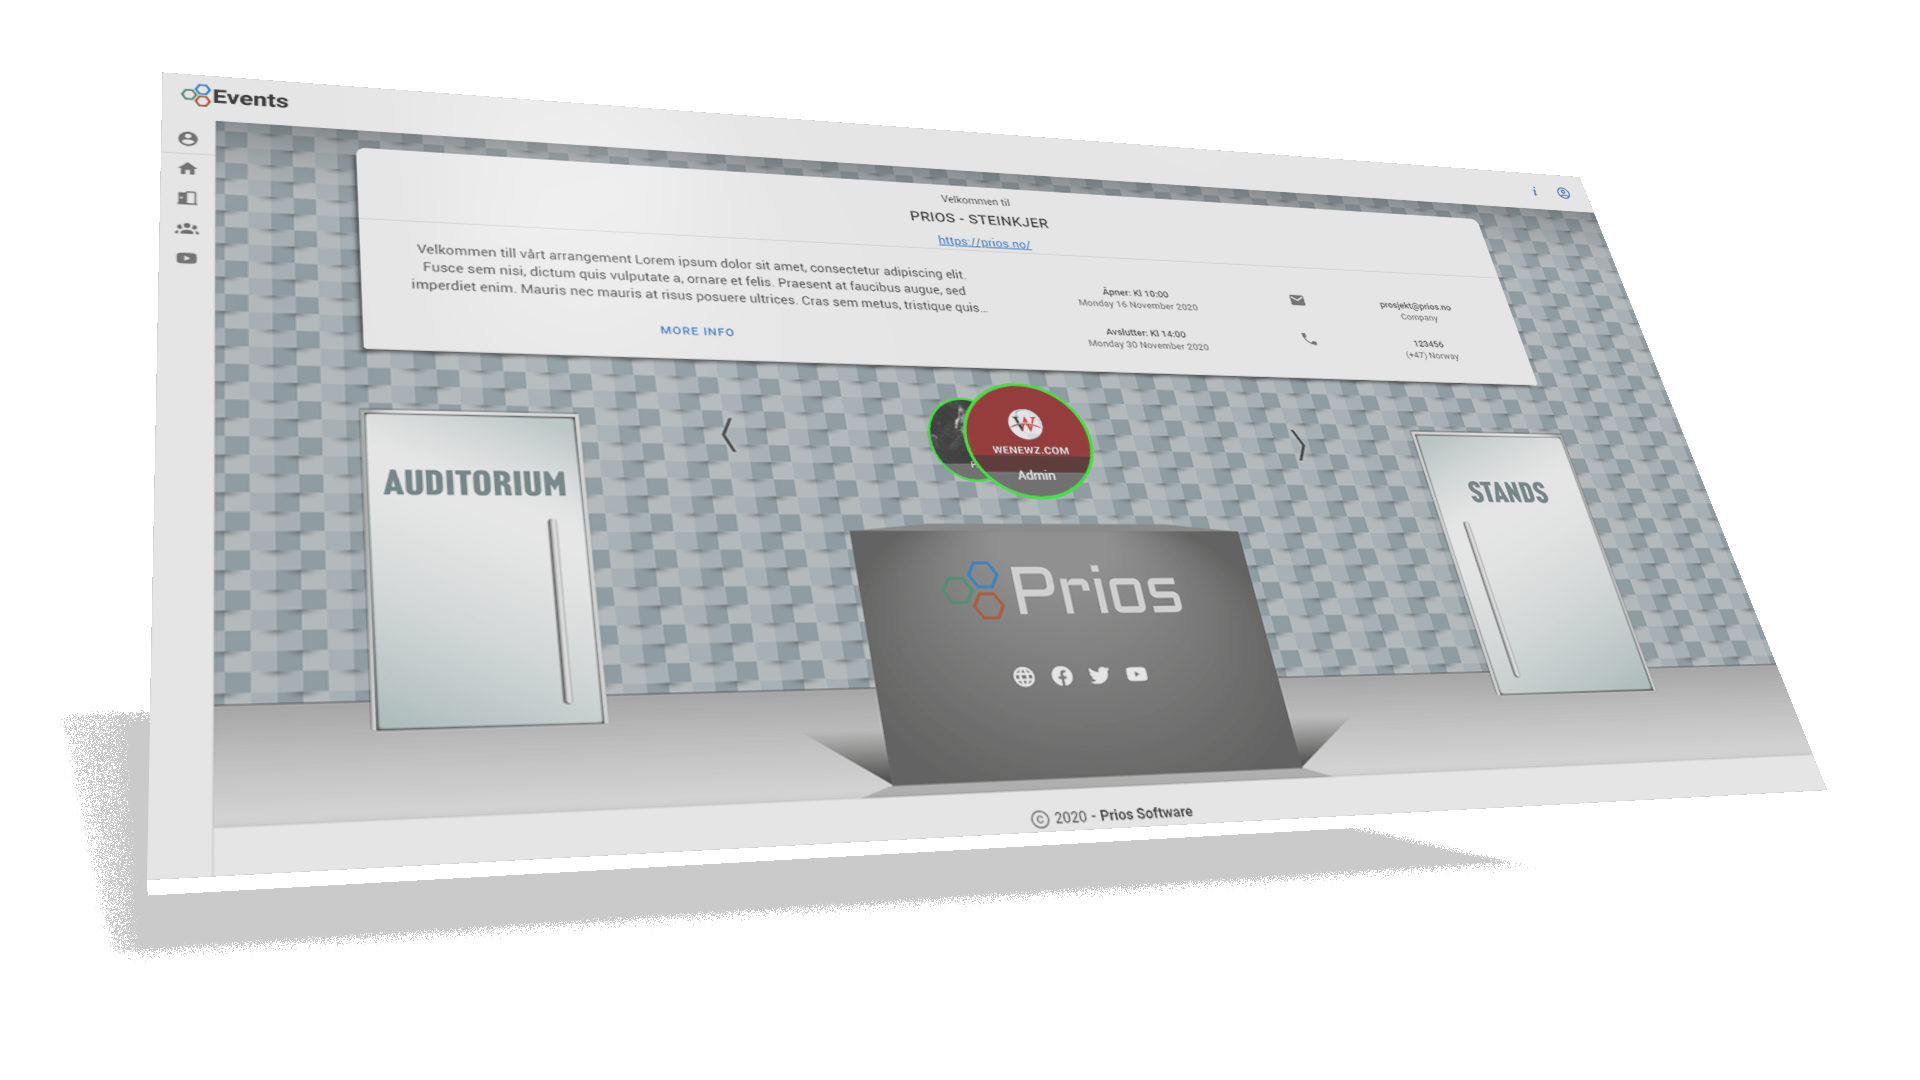 Events
i
Velkommen til
PRIOS - STEINKJER
https://prios.no/
Velkommen till vårt arrangement Lorem ipsum dolor sit amet, consectetur adipiscing elit.
Fusce sem nisi, dictum quis vulputate a, ornare et felis. Praesent at faucibus augue, sed
imperdiet enim. Mauris nec mauris at risus posuere ultrices. Cras sem metus, tristique quis...
MORE INFO
Åpner: Kl 10:00
Monday 16 November 2020
Avslutter: Kl 14:00
Monday 30 November 2020
prosjekt@prios.no
Company
123456
(+47) Norway
W
WENEWZ.COM
Admin
AUDITORIUM
STANDS
Prios
© 2020 - Prios Software